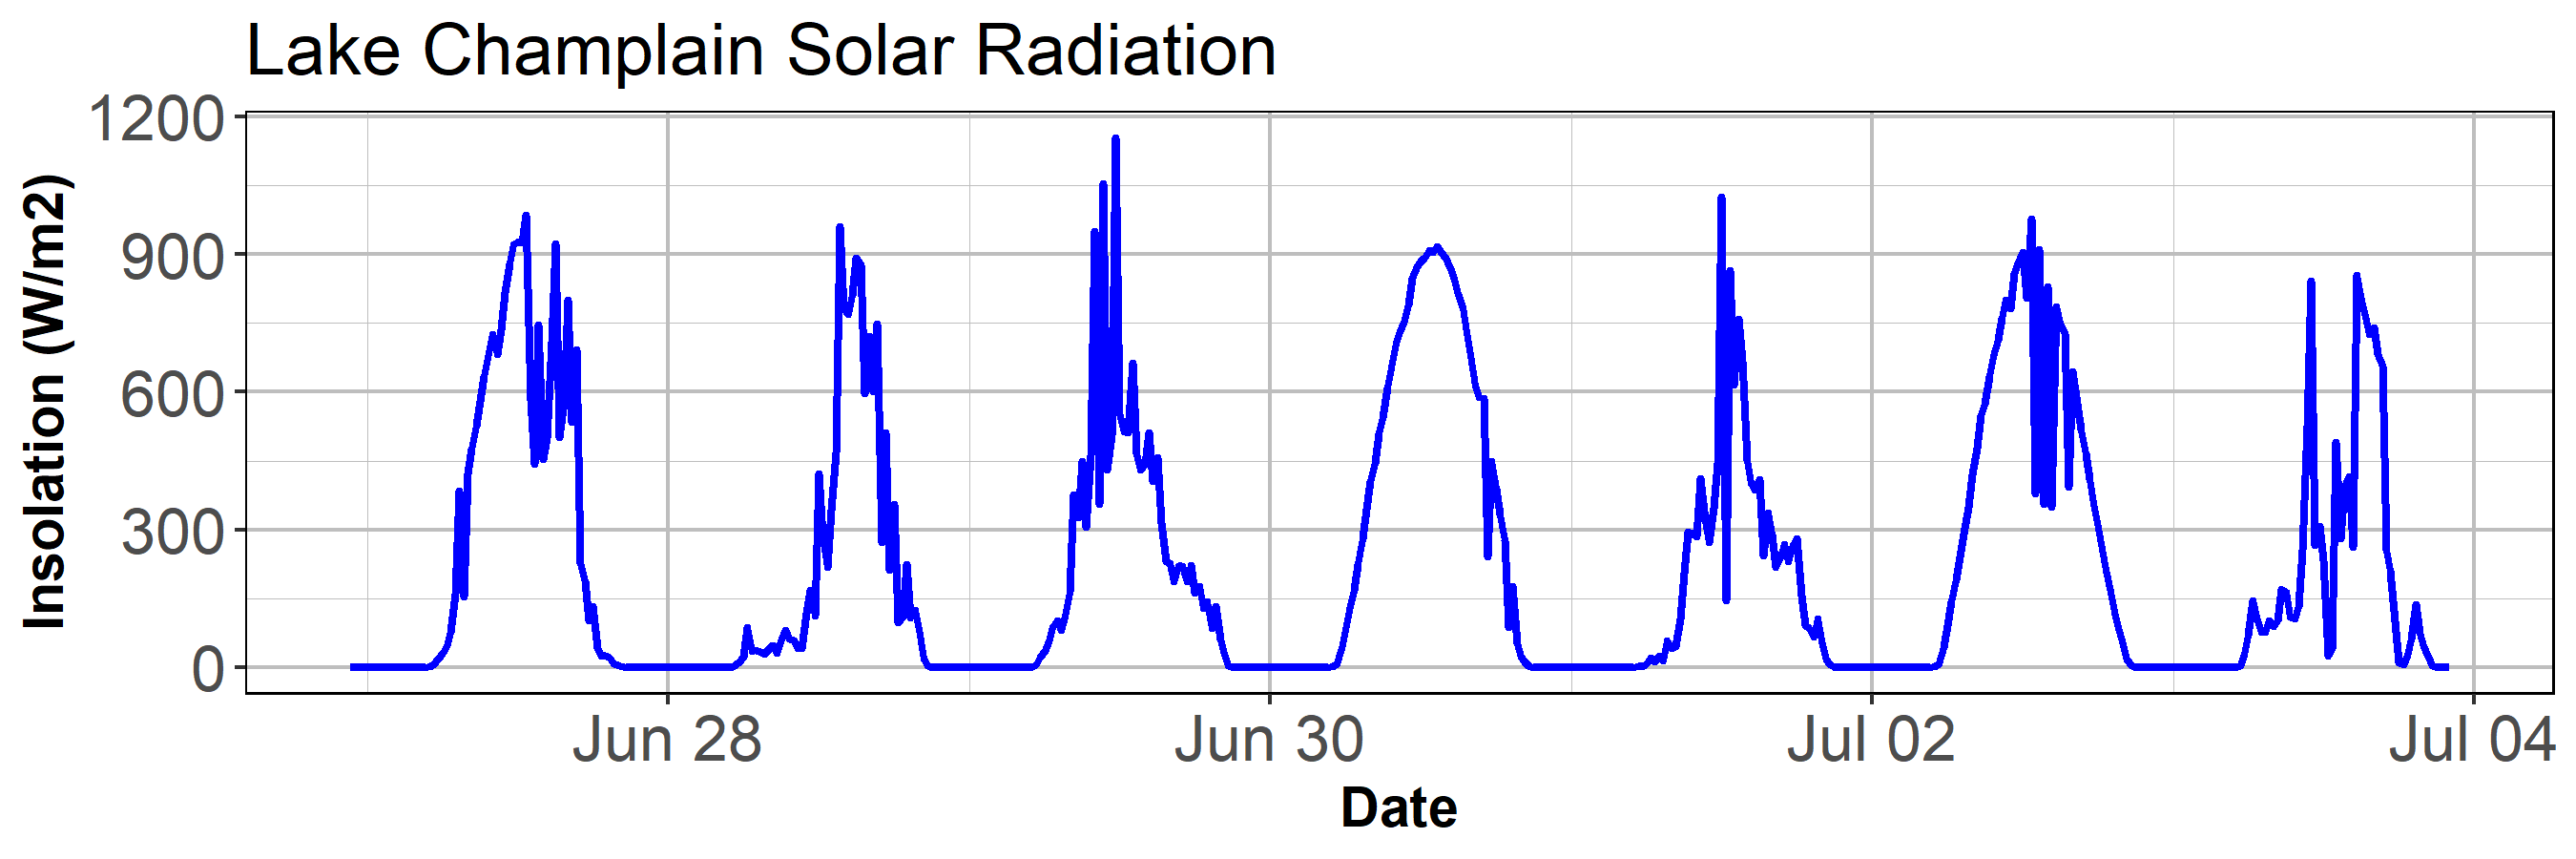 Lake Champlain Solar Radiation
1200
900
600
300
0
Insolation (W/m2)
Jun 28 Jun 30 Jul 02 Jul 04
Date